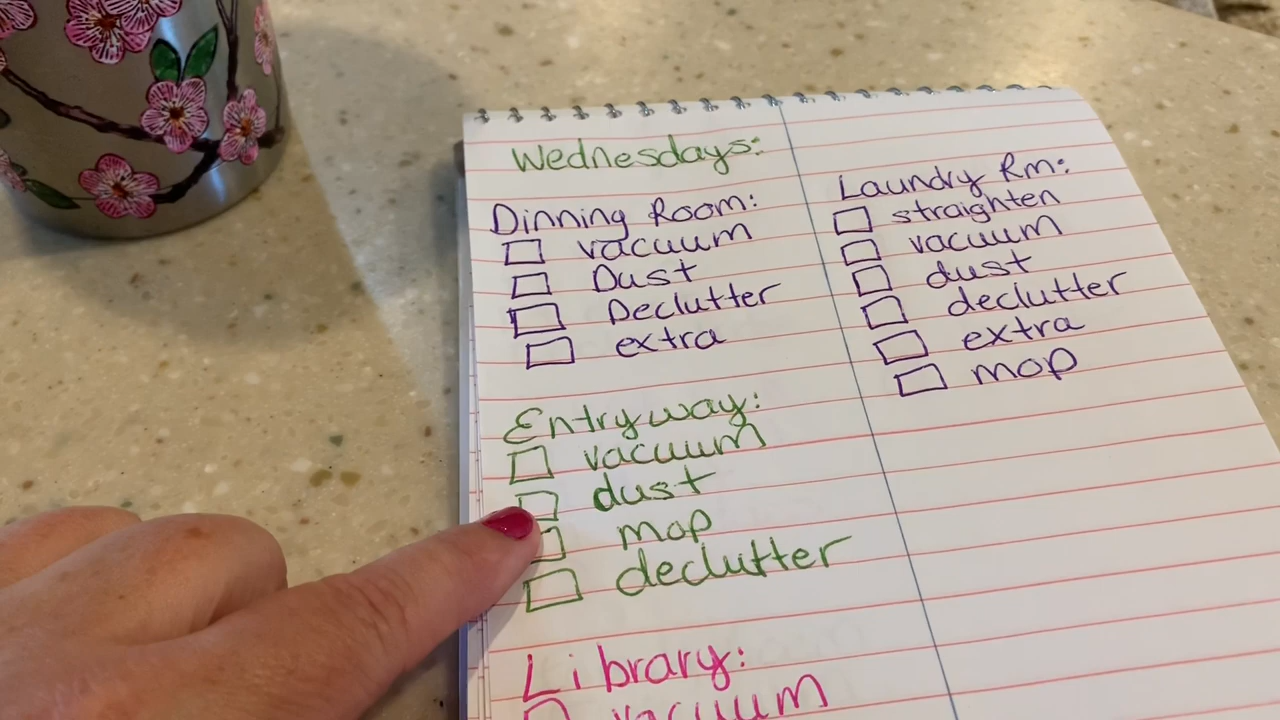 Wednesdays:
Dinning Room:
vacuum
Dust
Declutter
extra
Entryway:
vacuum
dust
mop
declutter
Library:
vacuum
Laundry Rm:
straighten
vacuum
dust
declutter
extra
mop